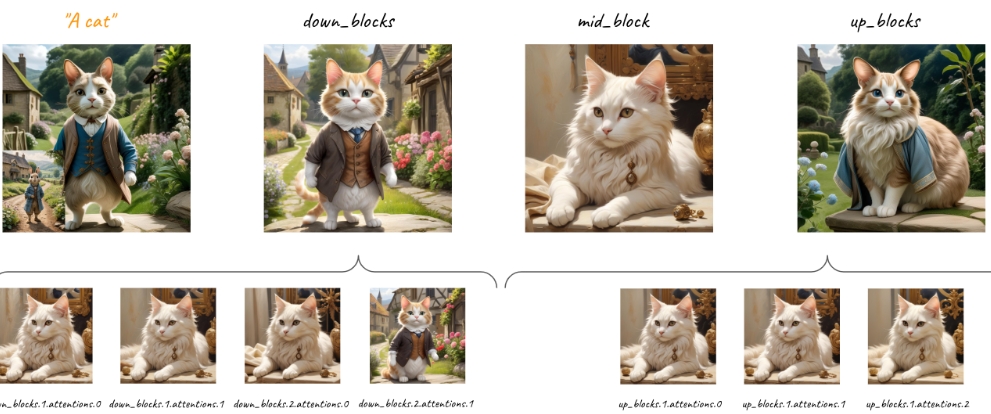 "A cat"
down_blocks
mid_block
up_blocks
down_blocks.1.attentions.1
down_blocks.2.attentions.0
down_blocks.2.attentions.1
up_blocks.1.attentions.0
up_blocks.1.attentions.1
up_blocks.1.attentions.2